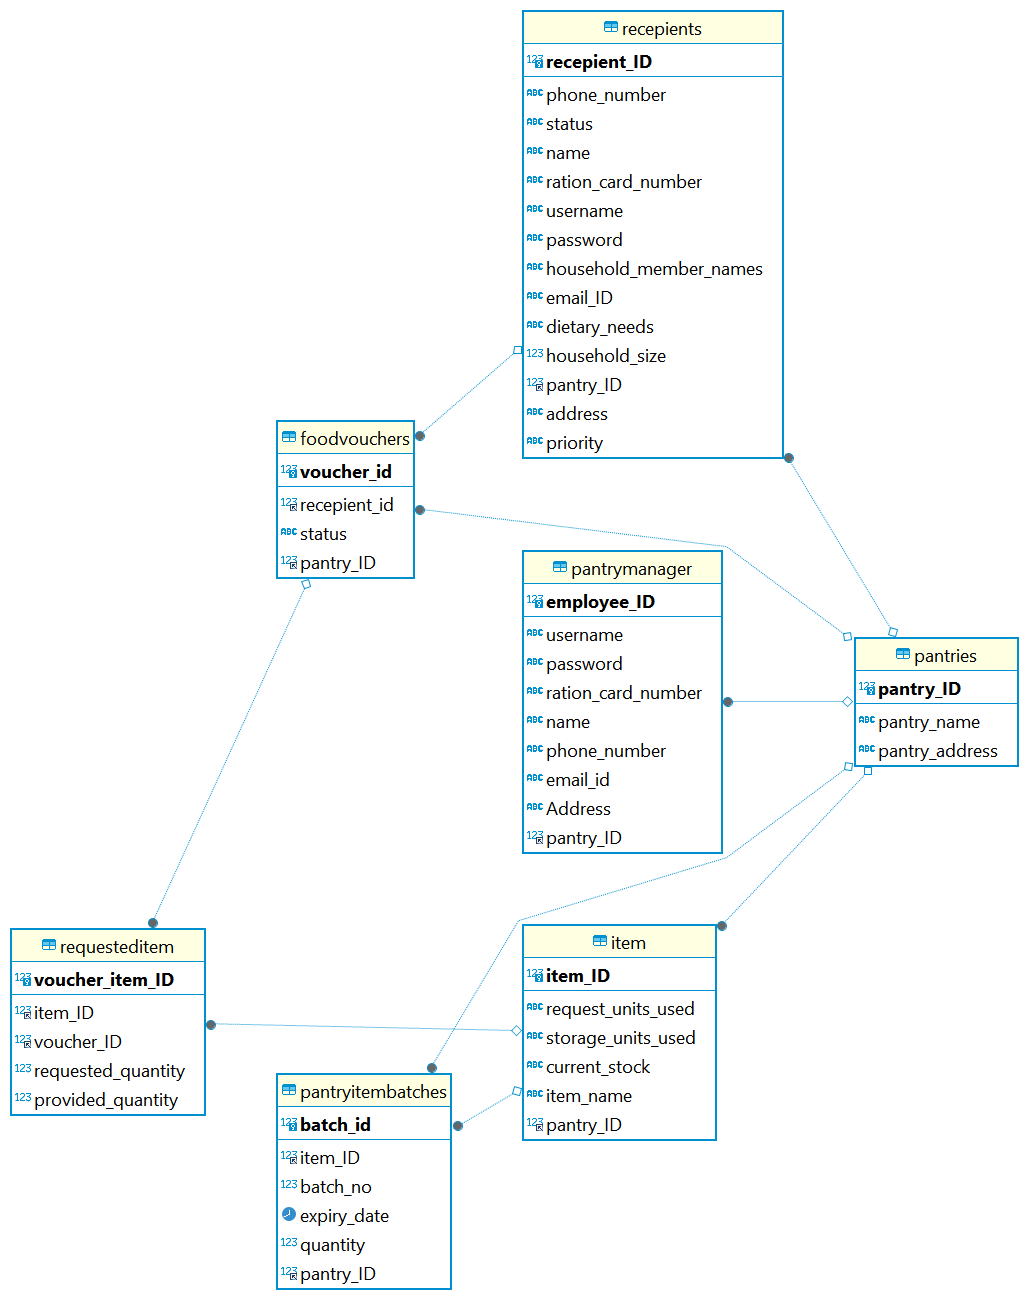 recepients
recepient_ID
phone_number
status
name
ration_card_number
username
password
household_member_names
email_ID
dietary_needs
household_size
pantry_ID
address
priority
foodvouchers
voucher_id
recepient_id
status
pantry_ID
pantrymanager
employee_ID
username
password
ration_card_number
name
phone_number
email_id
Address
pantry_ID
pantries
pantry_ID
pantry_name
pantry_address
requesteditem
voucher_item_ID
item_ID
voucher_ID
requested_quantity
provided_quantity
item
item_ID
request_units_used
storage_units_used
current_stock
item_name
pantry_ID
pantryitembatches
batch_id
item_ID
batch_no
expiry_date
quantity
pantry_ID